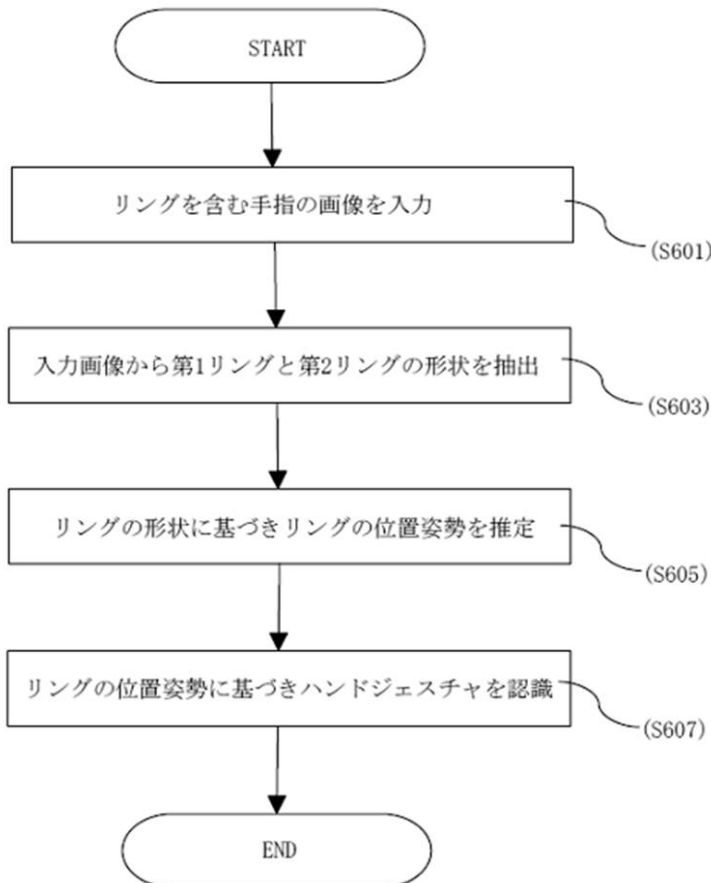 START
リングを含む手指の画像を入力
(S601)
入力画像から第1リングと第2リングの形状を抽出
(S603)
リングの形状に基づきリングの位置姿勢を推定
(S605)
リングの位置姿勢に基づきハンドジェスチャを認識
(S607)
END